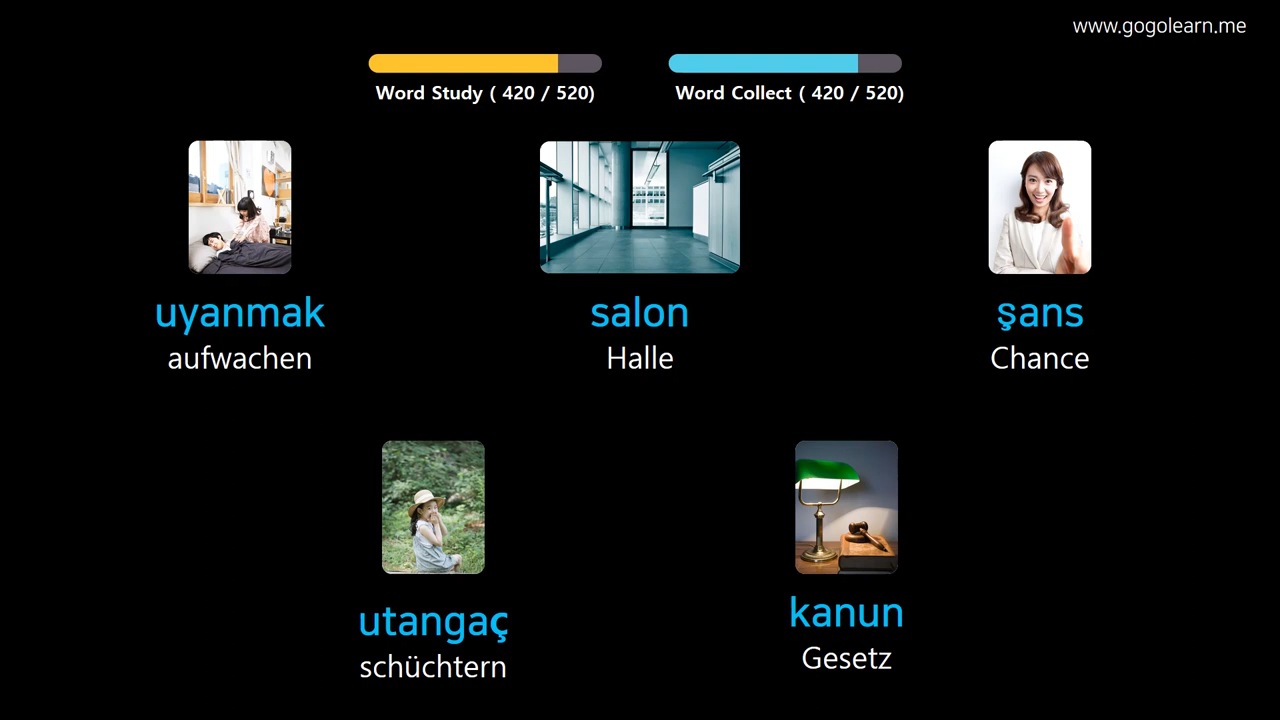 www.gogolearn.me
Word Study ( 420 / 520)
Word Collect ( 420 / 520)
uyanmak
aufwachen
salon
Halle
şans
Chance
utangaç
schüchtern
kanun
Gesetz